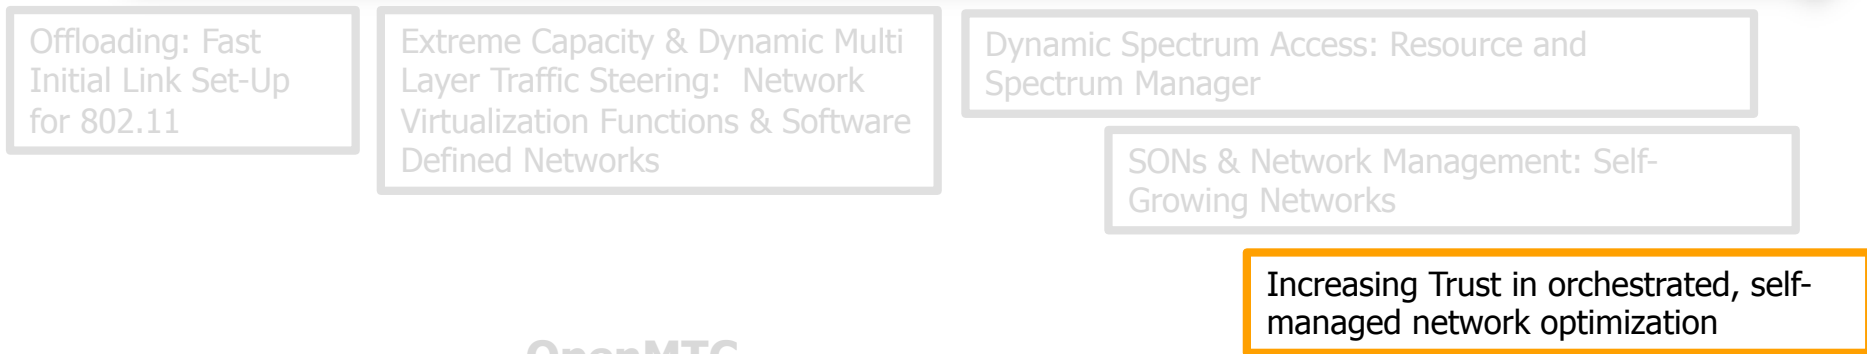 Offloading: Fast
Initial Link Set-Up
for 802.11
Extreme Capacity & Dynamic Multi
Layer Traffic Steering: Network
Virtualization Functions & Software
Defined Networks
Dynamic Spectrum Access: Resource and
Spectrum Manager
SONs & Network Management: Self-
Growing Networks
Increasing Trust in orchestrated, self-
managed network optimization
OpenMTC